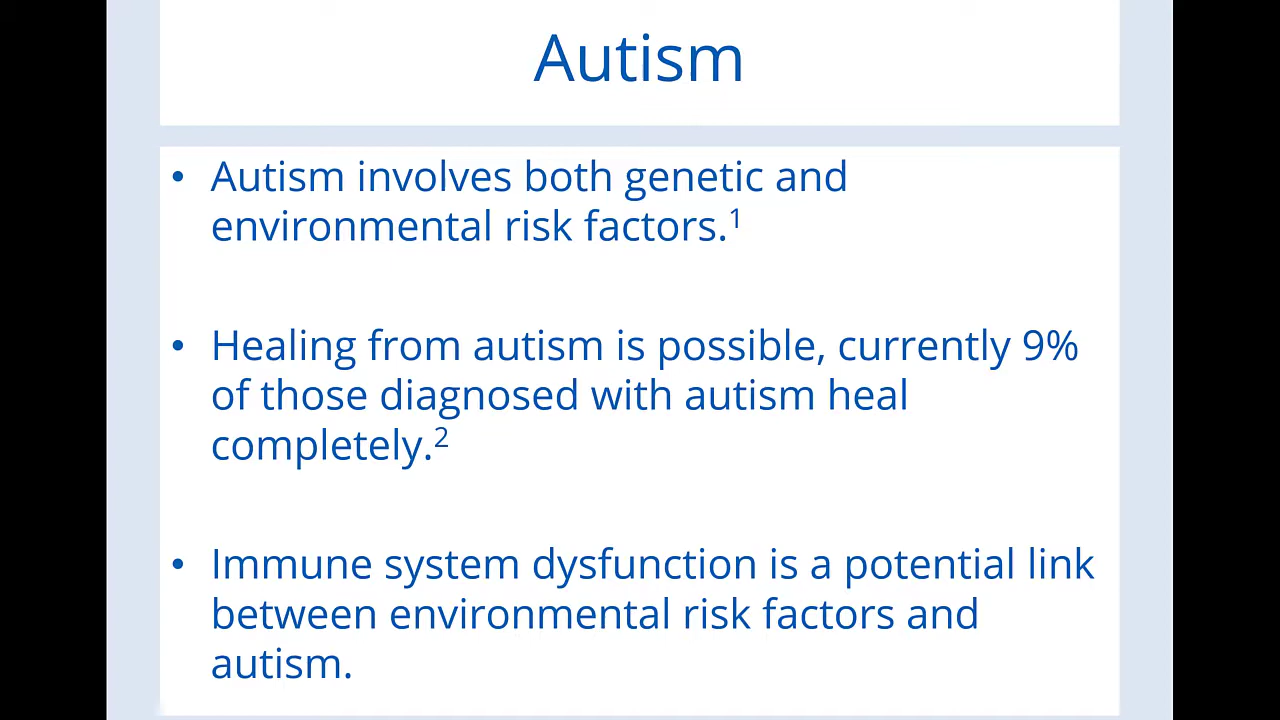 Autism
• Autism involves both genetic and
environmental risk factors.¹
• Healing from autism is possible, currently 9%
of those diagnosed with autism heal
completely.²
• Immune system dysfunction is a potential link
between environmental risk factors and
autism.